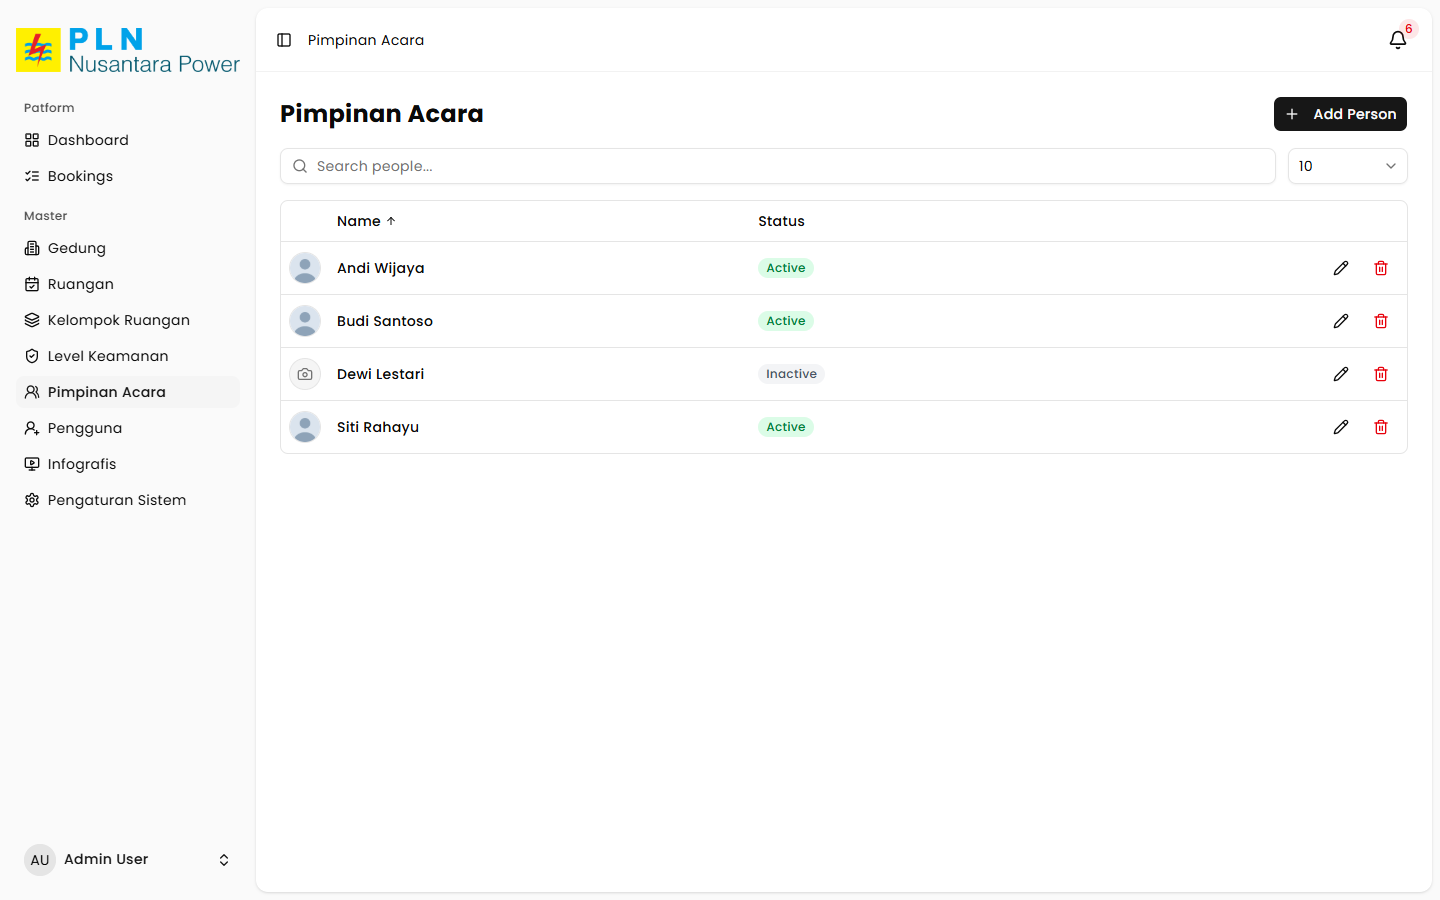 PLN
Nusantara Power
Patform
Dashboard
Bookings
Master
Gedung
Ruangan
Kelompok Ruangan
Level Keamanan
Pimpinan Acara
Pengguna
Infografis
Pengaturan Sistem
AU Admin User
Pimpinan Acara
6
Pimpinan Acara
Add Person
Search people...
10
Name Status
Andi Wijaya Active
Budi Santoso Active
Dewi Lestari Inactive
Siti Rahayu Active